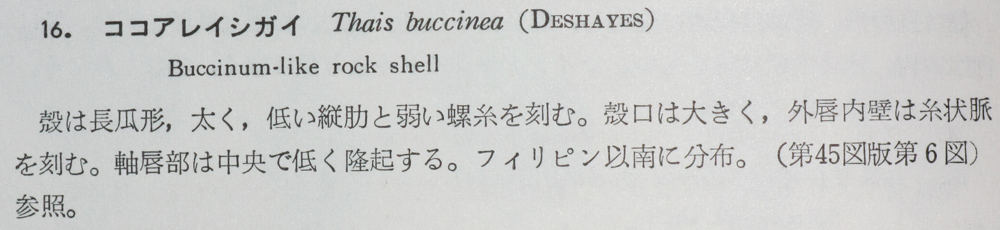 16. ココアレイシガイ Thais buccinea (DESHAYES)
Buccinum-like rock shell
殻は長瓜形，太く，低い縦肋と弱い螺糸を刻む。殻口は大きく，外唇内壁は糸状脈
を刻む。軸唇部は中央で低く隆起する。フィリピン以南に分布。（第45図版第6図）
参照。